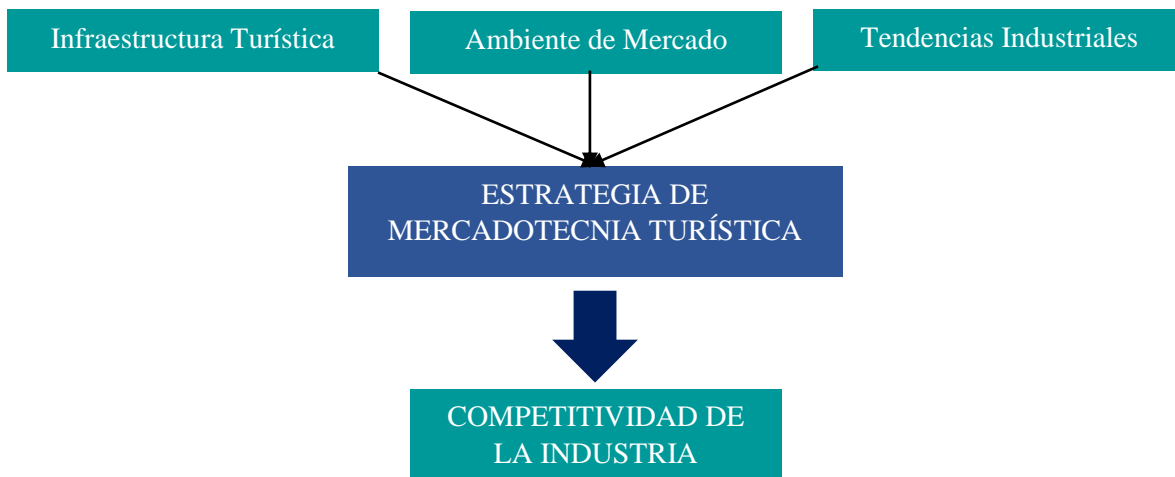 Infraestructura Turística
Ambiente de Mercado
Tendencias Industriales
ESTRATEGIA DE
MERCADOTECNIA TURÍSTICA
COMPETITIVIDAD DE
LA INDUSTRIA